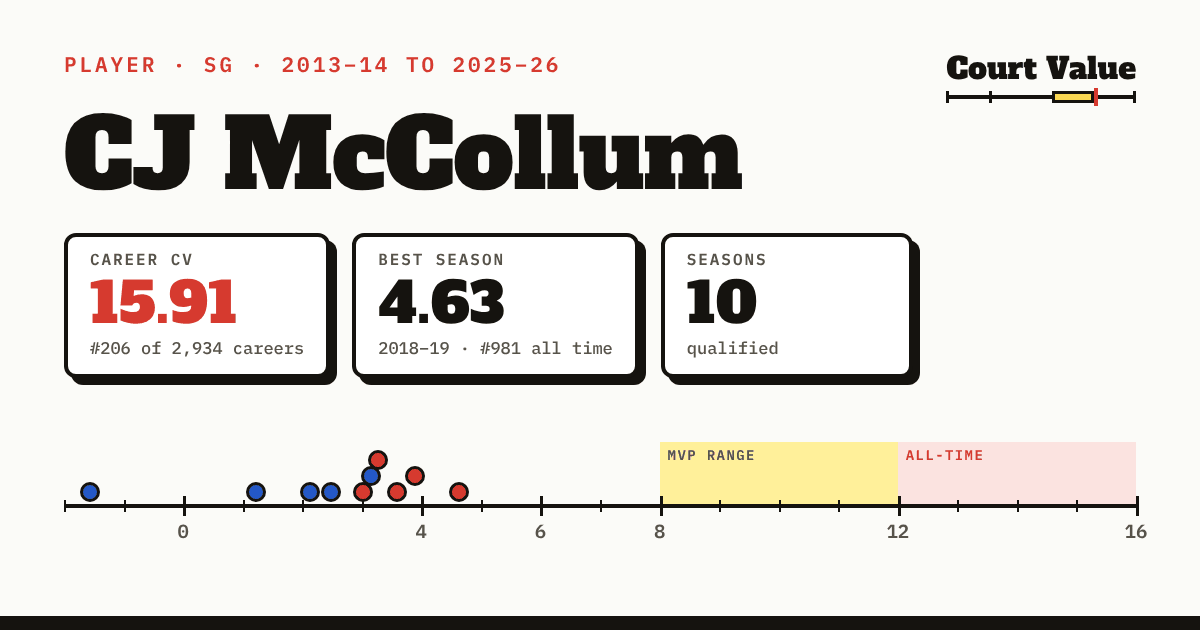 PLAYER · SG · 2013–14 TO 2025–26
Court Value
CJ McCollum
CAREER CV
15.91
#206 of 2,934 careers
BEST SEASON
4.63
2018–19 · #981 all time
SEASONS
10
qualified
MVP RANGE
ALL-TIME
0 4 6 8 12 16